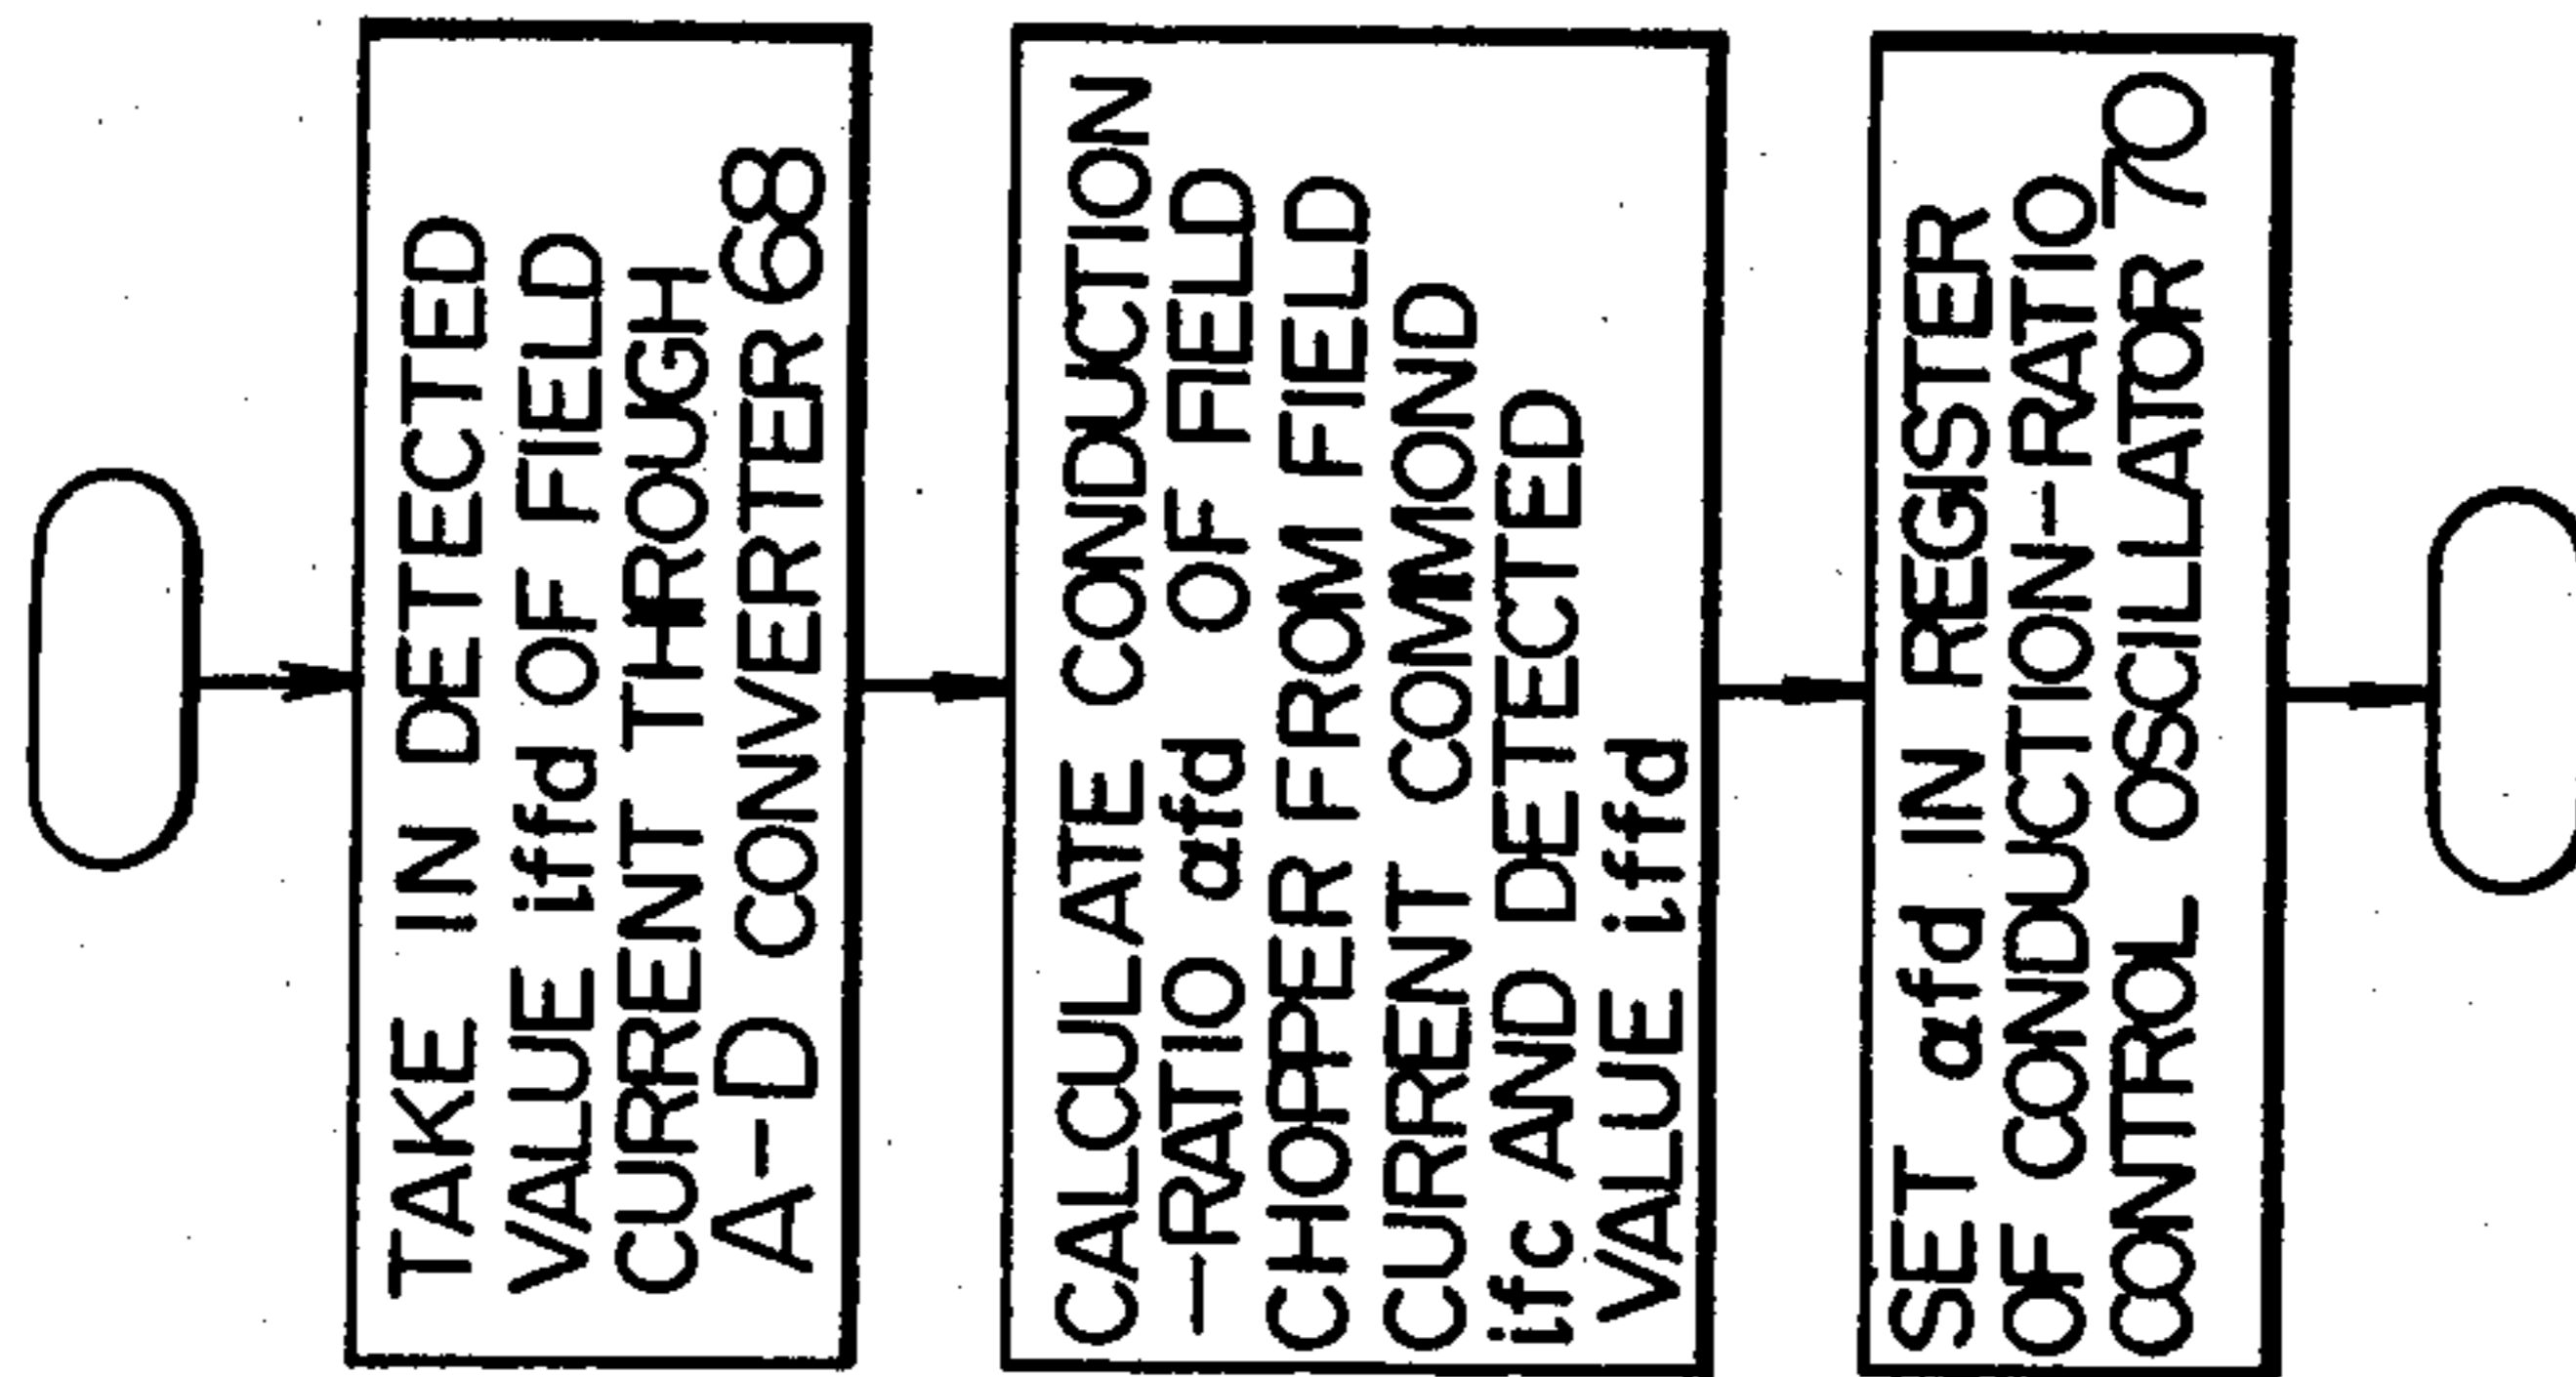 TAKE IN DETECTED
VALUE iffd OF FIELD
CURRENT THROUGH
A-D CONVERTER 68
CALCULATE CONDUCTION
-RATIO αfd OF FIELD
CHOPPER FROM FIELD
CURRENT COMMOND
ifc AND DETECTED
VALUE iffd
SET αfd IN REGISTER
OF CONDUCTION-RATIO
CONTROL OSCILLATOR 70